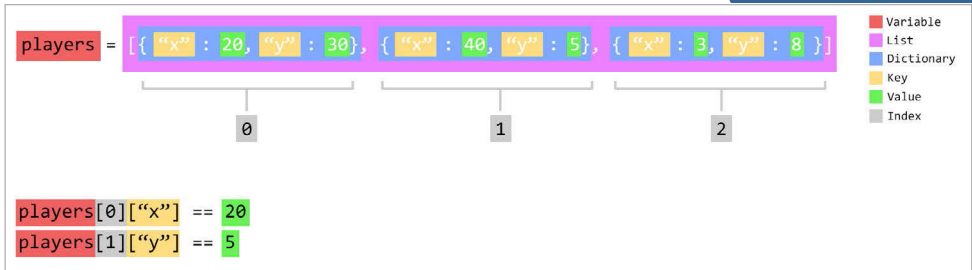 players = [{ “x” : 20, “y” : 30}, { “x” : 40, “y” : 5}, { “x” : 3, “y” : 8 }]
0 1 2
Variable
List
Dictionary
Key
Value
Index
players[0][“x”] == 20
players[1][“y”] == 5